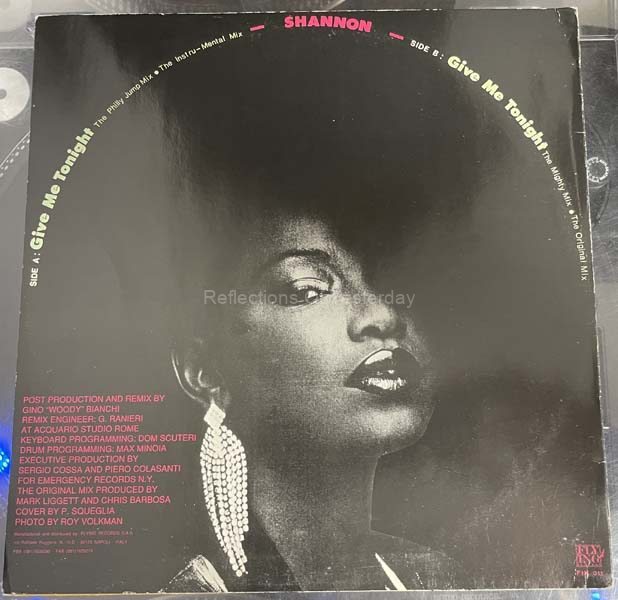 SHANNON
SIDE A: Give Me Tonight The Philly Jump Mix • The Instru-Mental Mix
SIDE B: Give Me Tonight The Mighty Mix • The Original Mix
Reflections Of Yesterday
POST PRODUCTION AND REMIX BY
GINO "WOODY" BIANCHI
REMIX ENGINEER: G. RANIERI
AT ACQUARIO STUDIO ROME
KEYBOARD PROGRAMMING: DOM SCUTERI
DRUM PROGRAMMING: MAX MINOIA
EXECUTIVE PRODUCTION BY
SERGIO COSSA AND PIERO COLASANTI
FOR EMERGENCY RECORDS N.Y.
THE ORIGINAL MIX PRODUCED BY
MARK LIGGETT AND CHRIS BARBOSA
COVER BY P. SQUEGLIA
PHOTO BY ROY VOLKMAN
Manufactured and distributed by: FLYING RECORDS S.A.S.
NAPOLI - ITALY
FLY
ING